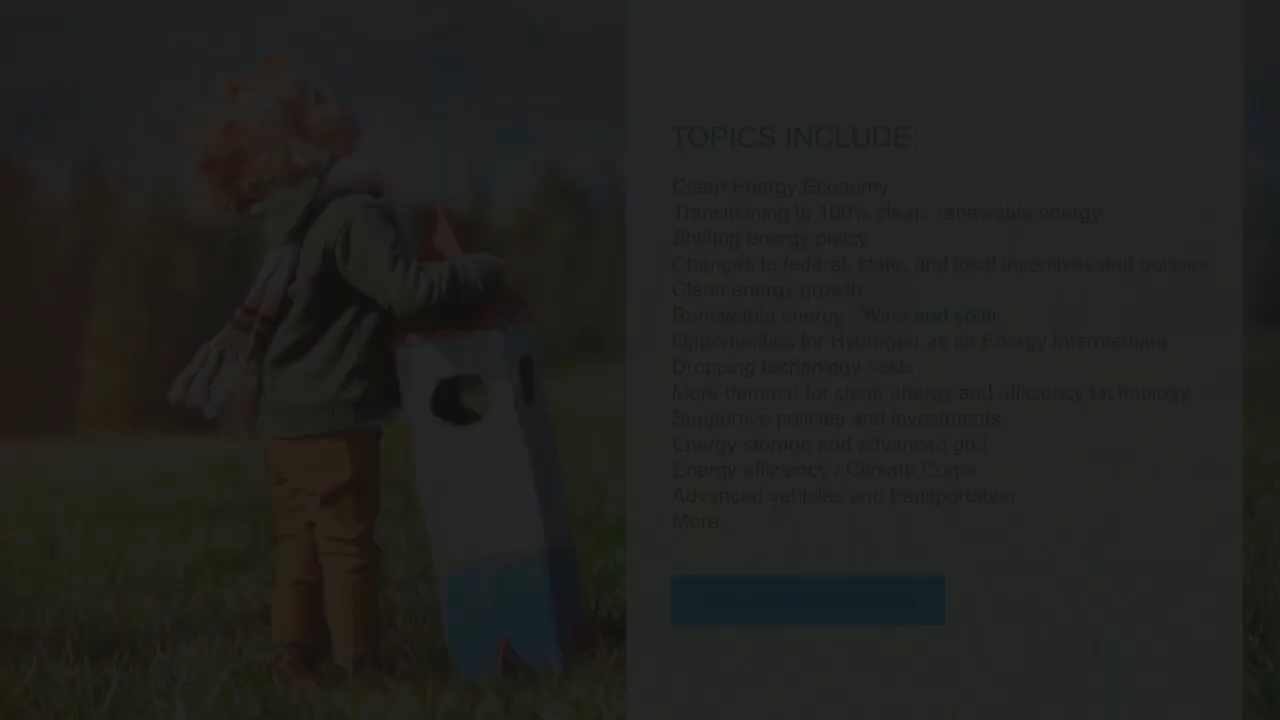 TOPICS INCLUDE:
Clean Energy Economy
Transitioning to 100% clean, renewable energy
Shifting energy policy
Changes to federal, state, and local incentives and policies
Clean energy growth
Renewable energy - Wind and solar
Opportunities for Hydrogen as an Energy Intermediate
Dropping technology costs
More demand for clean energy and efficiency technology
Supportive policies and investments
Energy storage and advanced grid
Energy efficiency - Climate Corps
Advanced vehicles and transportation
More...